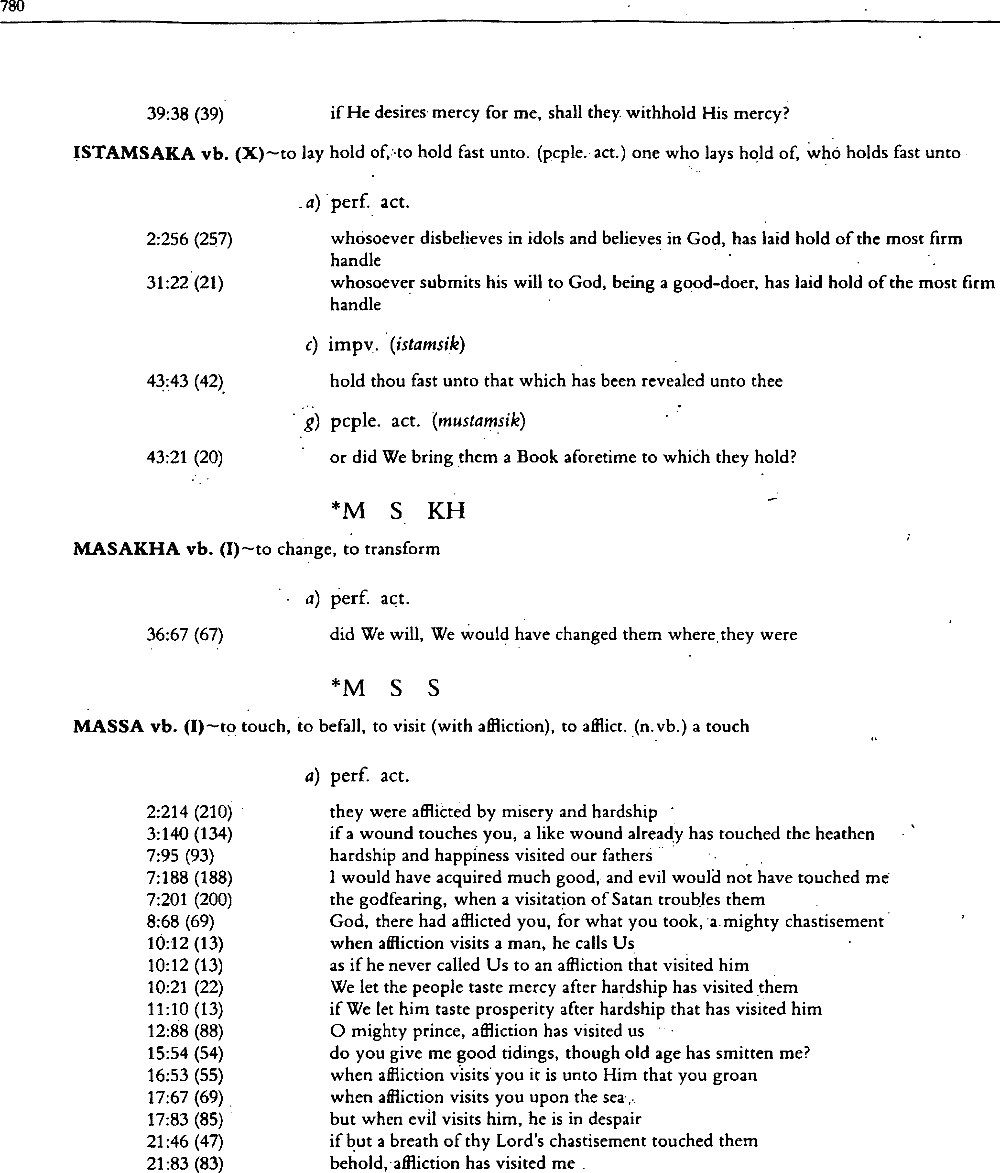 780
39:38 (39) if He desires mercy for me, shall they withhold His mercy?
ISTAMSAKA vb. (X)~to lay hold of, to hold fast unto. (pcple. act.) one who lays hold of, who holds fast unto
a) perf. act.
2:256 (257) whosoever disbelieves in idols and believes in God, has laid hold of the most firm
handle
31:22 (21) whosoever submits his will to God, being a good-doer, has laid hold of the most firm
handle
c) impv. (istamsik)
43:43 (42) hold thou fast unto that which has been revealed unto thee
g) pcple. act. (mustamsik)
43:21 (20) or did We bring them a Book aforetime to which they hold?
*M S KH
MASAKHA vb. (I)~to change, to transform
a) perf. act.
36:67 (67) did We will, We would have changed them where they were
*M S S
MASSA vb. (I)~to touch, to befall, to visit (with affliction), to afflict. (n.vb.) a touch
a) perf. act.
2:214 (210) they were afflicted by misery and hardship
3:140 (134) if a wound touches you, a like wound already has touched the heathen
7:95 (93) hardship and happiness visited our fathers
7:188 (188) I would have acquired much good, and evil would not have touched me
7:201 (200) the godfearing, when a visitation of Satan troubles them
8:68 (69) God, there had afflicted you, for what you took, a mighty chastisement
10:12 (13) when affliction visits a man, he calls Us
10:12 (13) as if he never called Us to an affliction that visited him
10:21 (22) We let the people taste mercy after hardship has visited them
11:10 (13) if We let him taste prosperity after hardship that has visited him
12:88 (88) O mighty prince, affliction has visited us
15:54 (54) do you give me good tidings, though old age has smitten me?
16:53 (55) when affliction visits you it is unto Him that you groan
17:67 (69) when affliction visits you upon the sea
17:83 (85) but when evil visits him, he is in despair
21:46 (47) if but a breath of thy Lord's chastisement touched them
21:83 (83) behold, affliction has visited me